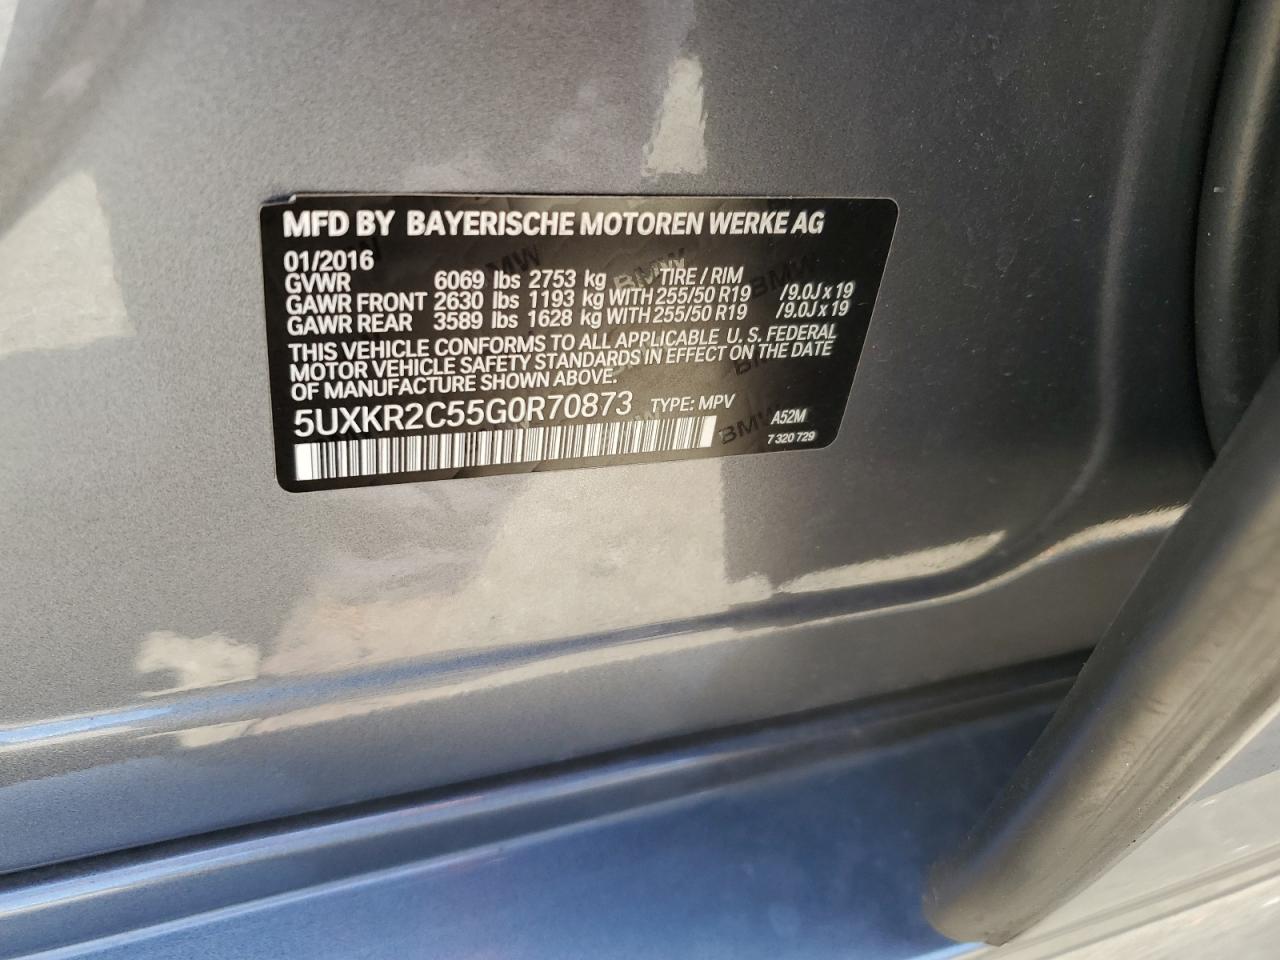 MFD BY BAYERISCHE MOTOREN WERKE AG
01/2016
GVWR 6069 lbs 2753 kg TIRE / RIM
GAWR FRONT 2630 lbs 1193 kg WITH 255/50 R19 /9.0J x 19
GAWR REAR 3589 lbs 1628 kg WITH 255/50 R19 /9.0J x 19
THIS VEHICLE CONFORMS TO ALL APPLICABLE U. S. FEDERAL
MOTOR VEHICLE SAFETY STANDARDS IN EFFECT ON THE DATE
OF MANUFACTURE SHOWN ABOVE.
5UXKR2C55G0R70873 TYPE: MPV
A52M
7 320 729